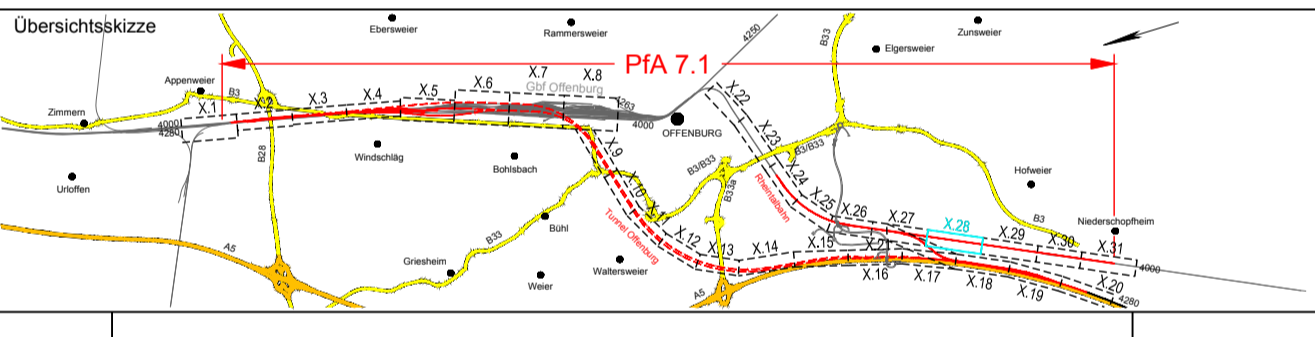 Übersichtsskizze
Ebersweier
Rammersweier
4250
B33
Zunsweier
Elgersweier
PfA 7.1
Appenweier
B3
Zimmern
4000
4280
X.1
X.2
X.3
X.4
X.5
X.6
X.7
X.8
Gbf Offenburg
4263
4000
OFFENBURG
X.22
X.23
X.24
X.25
X.26
X.27
X.28
X.29
X.30
X.31
4000
B28
Windschläg
Bohlsbach
Urloffen
X.9
X.10
X.11
X.12
X.13
X.14
X.15
X.21
X.16
X.17
X.18
X.19
X.20
4280
B3/B33
B3/B33
B33a
Rheintalbahn
Tunnel Offenburg
Hofweier
B3
Niederschopfheim
Bühl
B33
A5
Griesheim
Weier
Waltersweier
A5